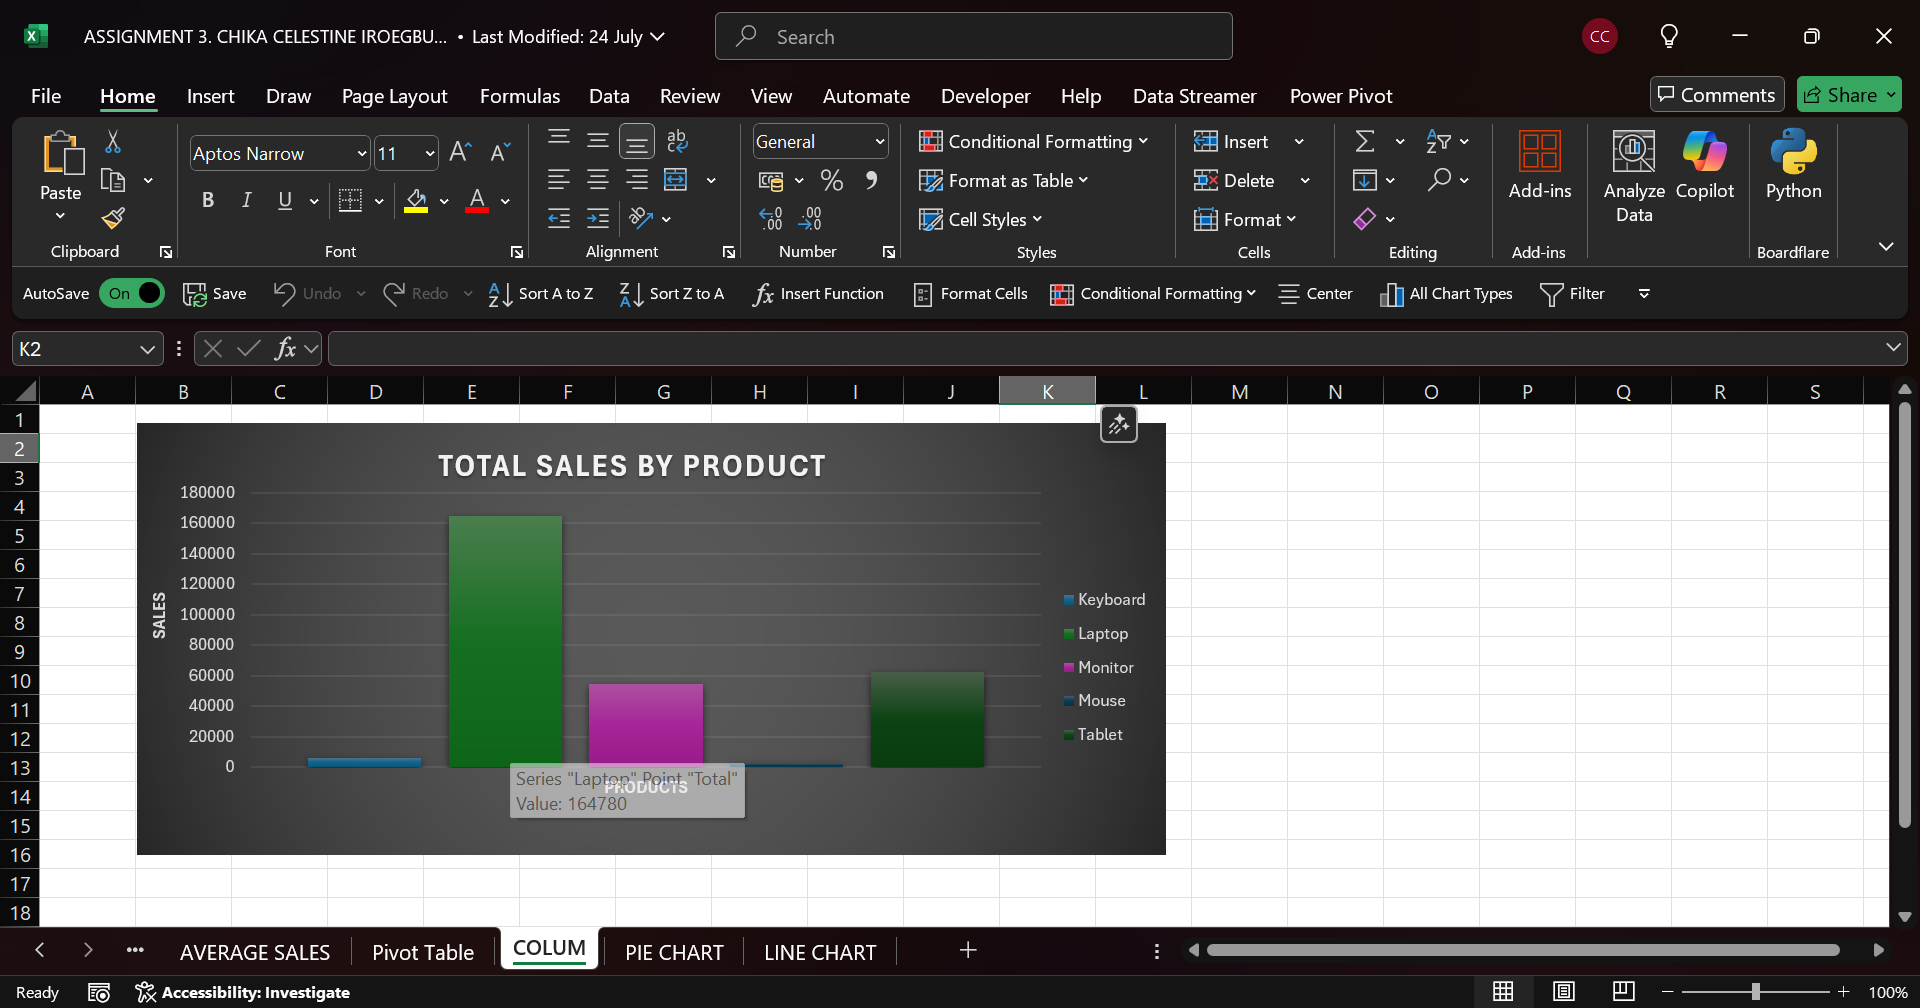 ASSIGNMENT 3. CHIKA CELESTINE IROEGBU... • Last Modified: 24 July
Search
CC
File Home Insert Draw Page Layout Formulas Data Review View Automate Developer Help Data Streamer Power Pivot
Comments Share
Paste
Clipboard
Aptos Narrow 11
B I U
Font
Alignment
General
Number
Conditional Formatting
Format as Table
Cell Styles
Styles
Insert
Delete
Format
Cells
Editing
Add-ins
Add-ins
Analyze Data
Copilot
Python
Boardflare
AutoSave On Save Undo Redo Sort A to Z Sort Z to A Insert Function Format Cells Conditional Formatting Center All Chart Types Filter
K2 fx
A B C D E F G H I J K L M N O P Q R S
1
2
3
4
5
6
7
8
9
10
11
12
13
14
15
16
17
18
TOTAL SALES BY PRODUCT
SALES
180000
160000
140000
120000
100000
80000
60000
40000
20000
0
PRODUCTS
Series "Laptop" Point "Total"
Value: 164780
Keyboard
Laptop
Monitor
Mouse
Tablet
AVERAGE SALES Pivot Table COLUM PIE CHART LINE CHART
Ready Accessibility: Investigate 100%